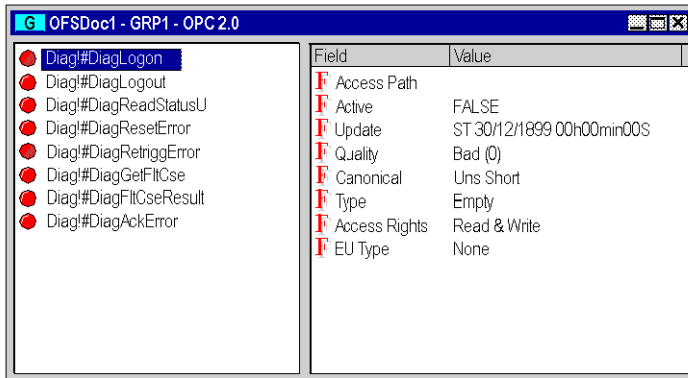 G OFSDoc1 - GRP1 - OPC 2.0
Diag!#DiagLogon
Diag!#DiagLogout
Diag!#DiagReadStatusU
Diag!#DiagResetError
Diag!#DiagRetriggError
Diag!#DiagGetFltCse
Diag!#DiagFltCseResult
Diag!#DiagAckError
Field Value
F Access Path
F Active FALSE
F Update ST 30/12/1899 00h00min00S
F Quality Bad (0)
F Canonical Uns Short
F Type Empty
F Access Rights Read & Write
F EU Type None